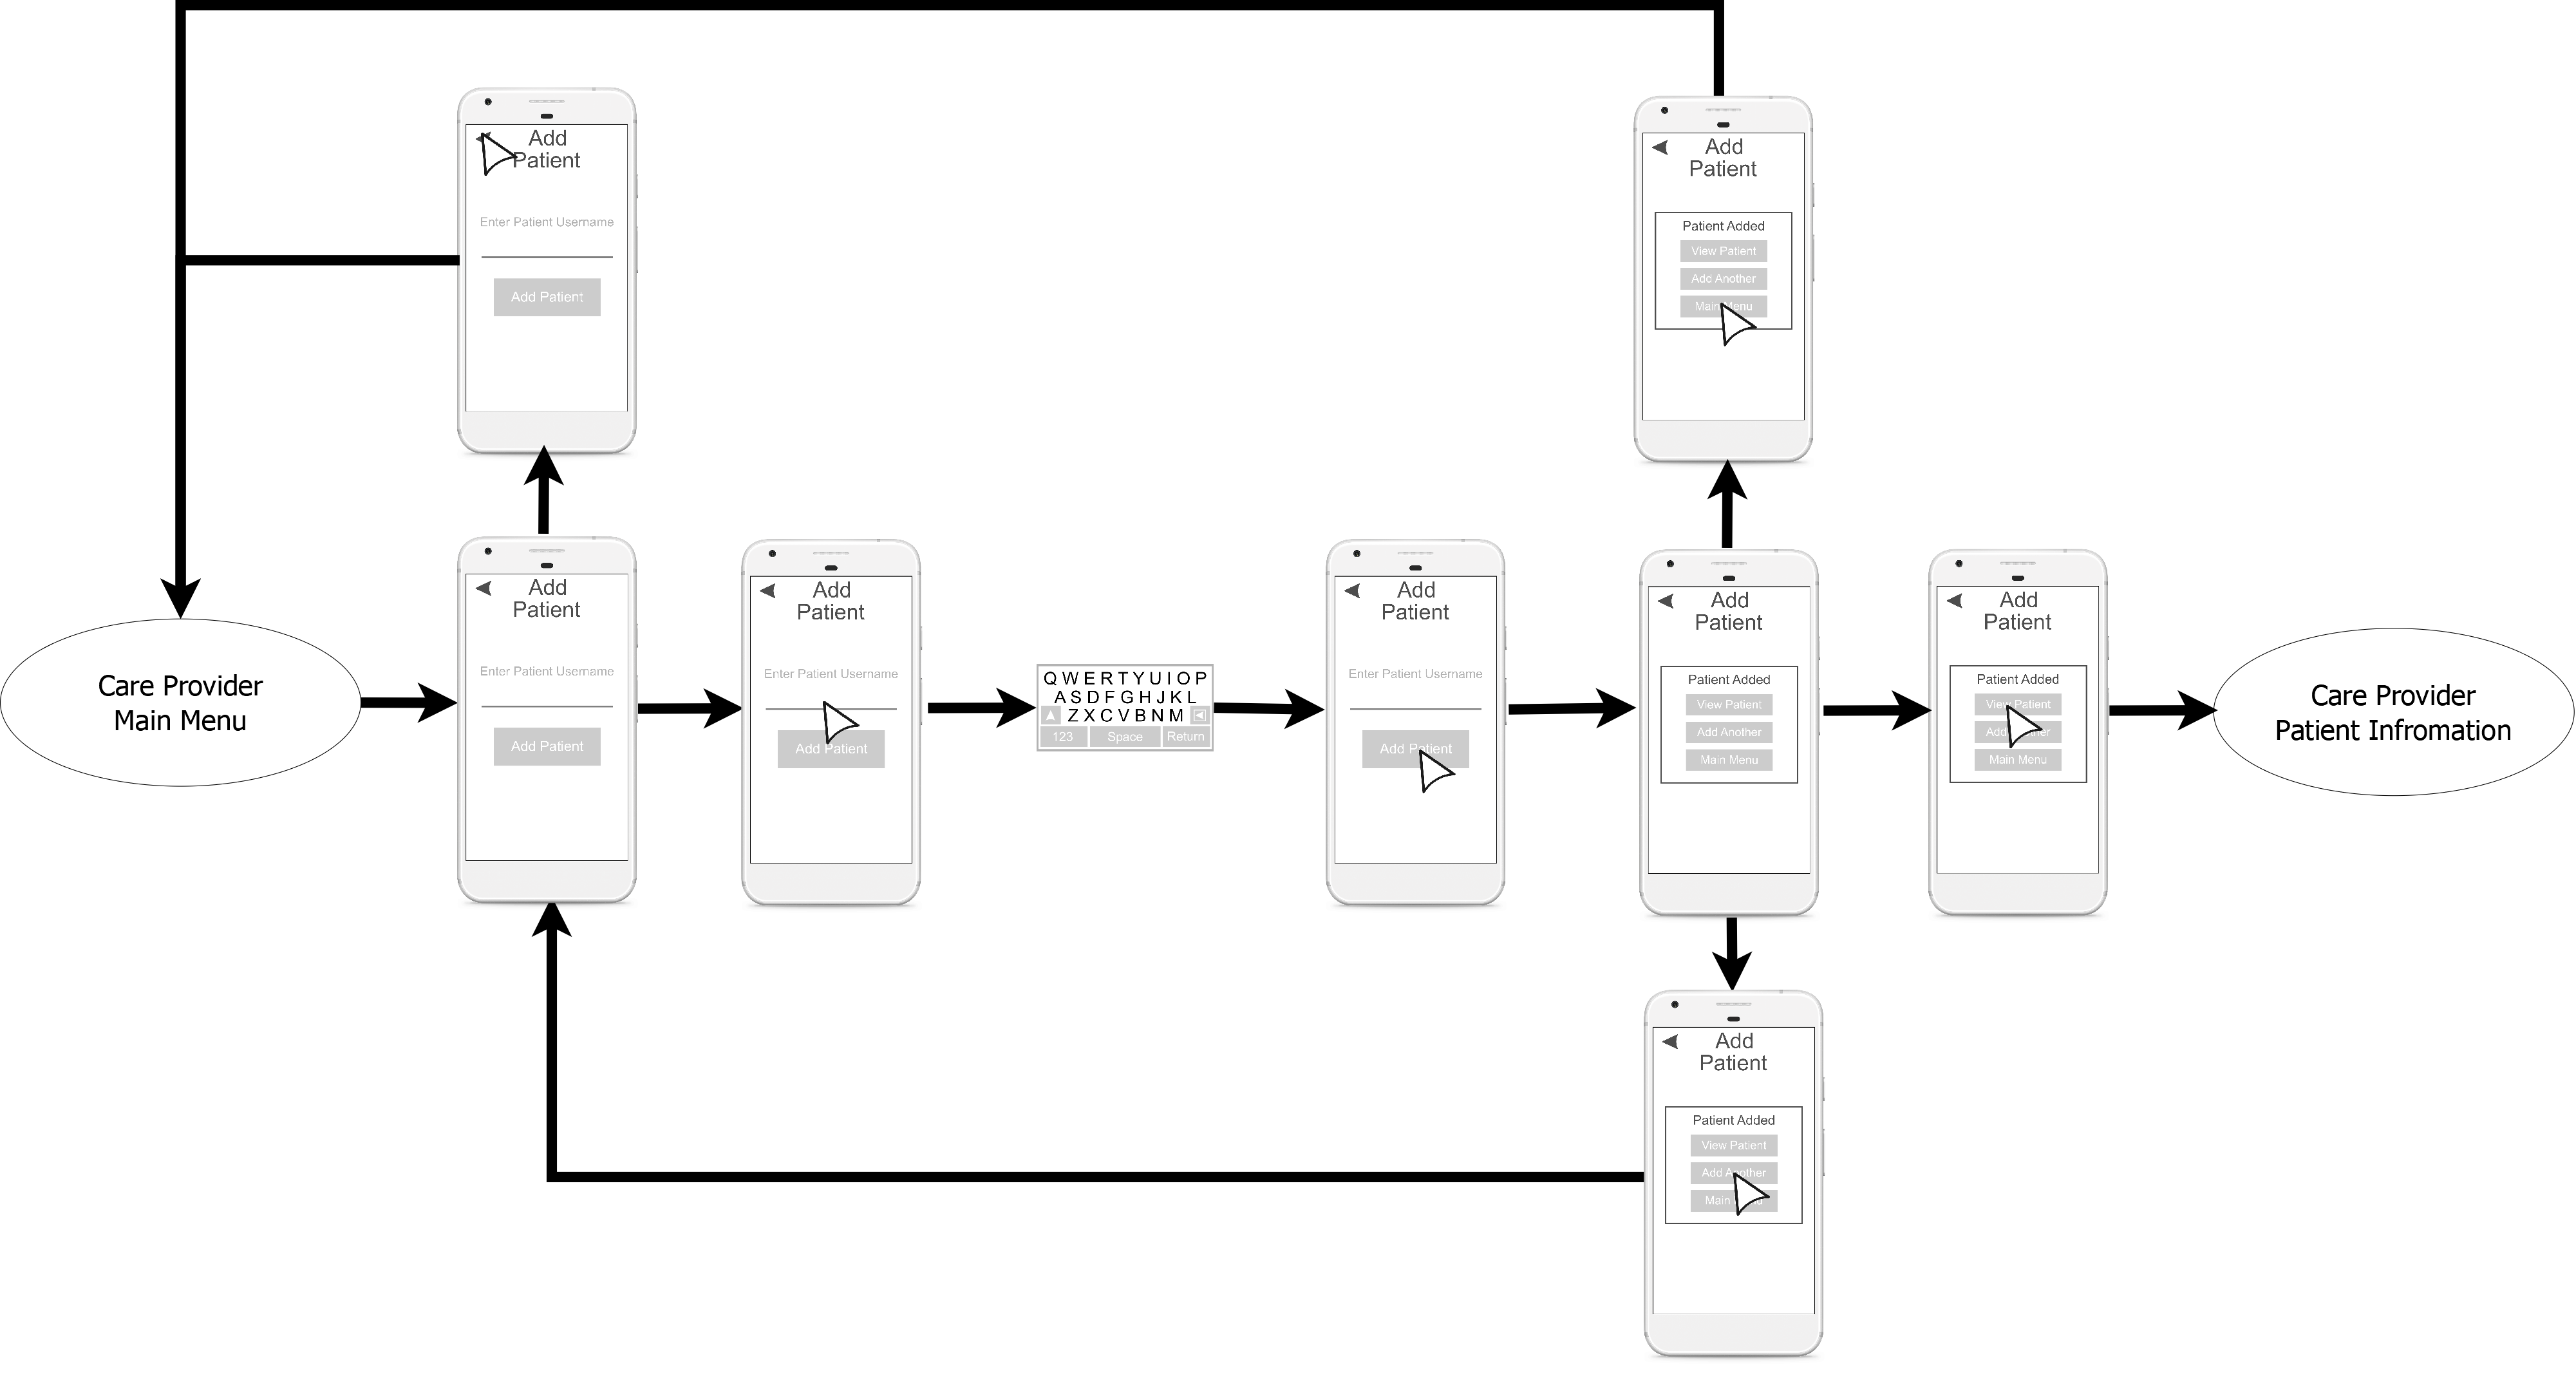 Add
Patient
Enter Patient Username
Add Patient
Add
Patient
Patient Added
View Patient
Add Another
Main Menu
Care Provider
Main Menu
Add
Patient
Enter Patient Username
Add Patient
Add
Patient
Enter Patient Username
Add Patient
QWERTYUIOP
ASDFGHJKL
ZXCVBNM
123 Space Return
Add
Patient
Enter Patient Username
Add Patient
Add
Patient
Patient Added
View Patient
Add Another
Main Menu
Add
Patient
Patient Added
View Patient
Add Another
Main Menu
Care Provider
Patient Infromation
Add
Patient
Patient Added
View Patient
Add Another
Main Menu